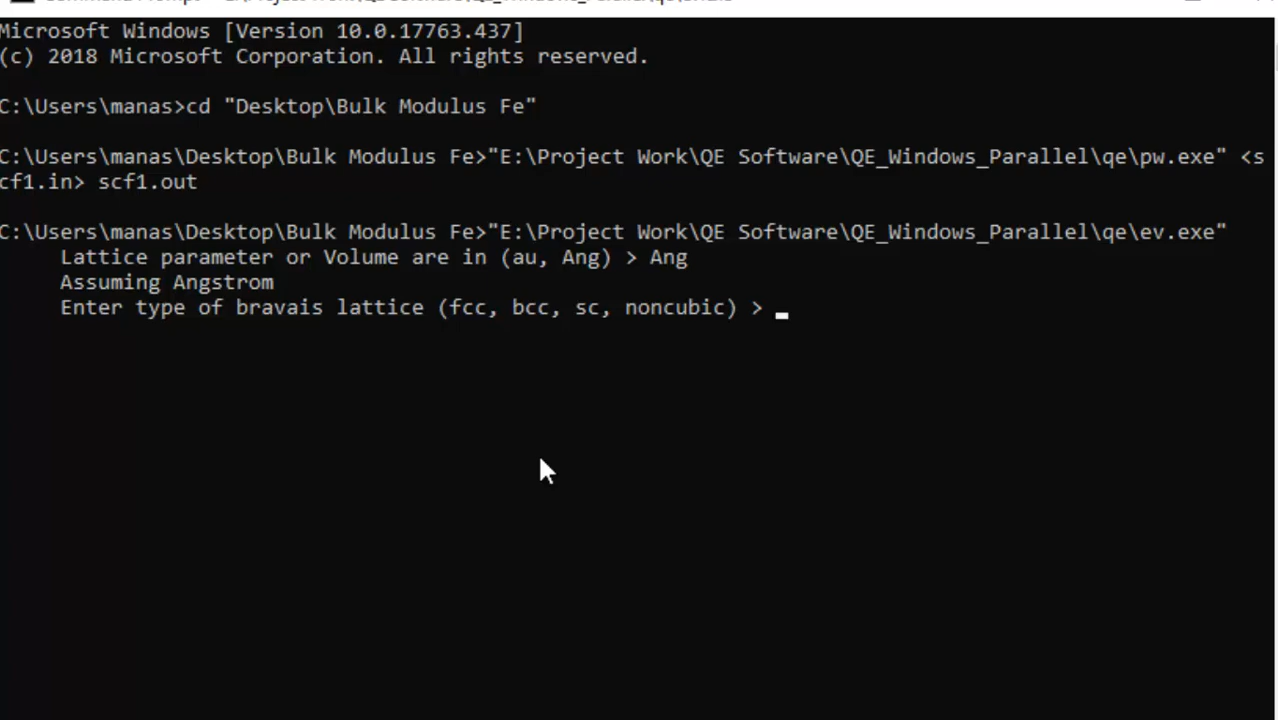 Microsoft Windows [Version 10.0.17763.437]
(c) 2018 Microsoft Corporation. All rights reserved.
C:\Users\manas>cd "Desktop\Bulk Modulus Fe"
C:\Users\manas\Desktop\Bulk Modulus Fe>"E:\Project Work\QE Software\QE_Windows_Parallel\qe\pw.exe" <s
cf1.in> scf1.out
C:\Users\manas\Desktop\Bulk Modulus Fe>"E:\Project Work\QE Software\QE_Windows_Parallel\qe\ev.exe"
Lattice parameter or Volume are in (au, Ang) > Ang
Assuming Angstrom
Enter type of bravais lattice (fcc, bcc, sc, noncubic) >